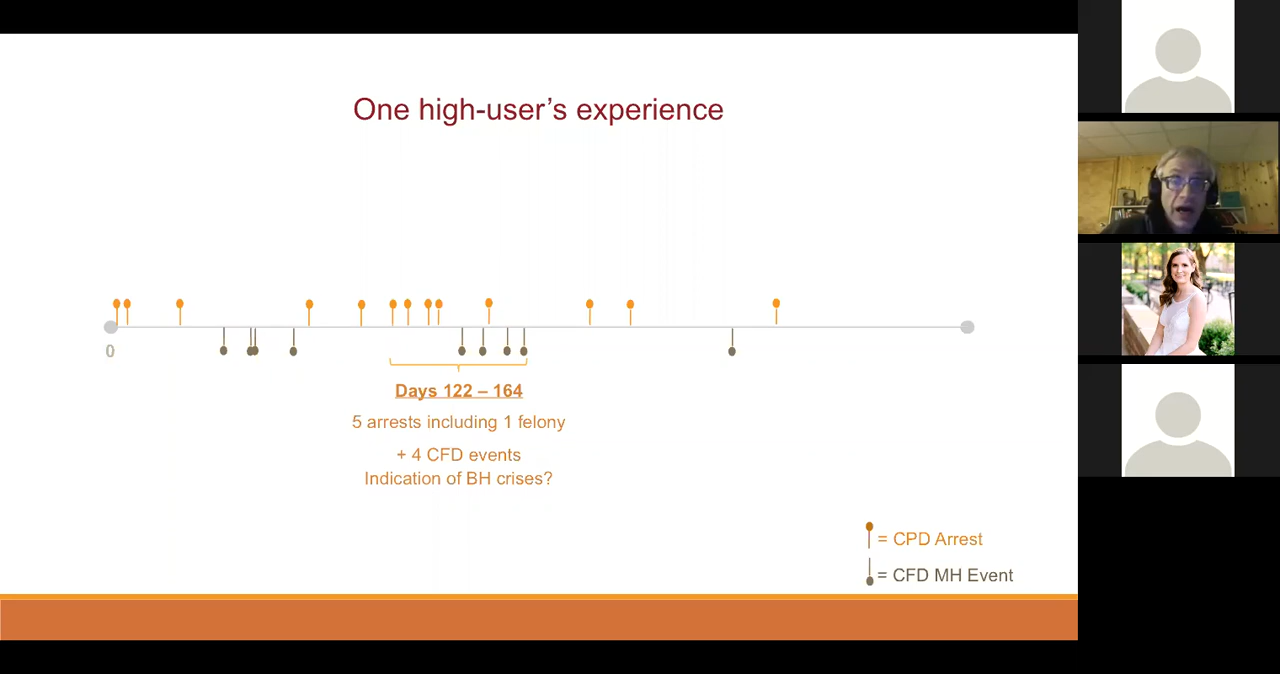 One high-user’s experience
0
Days 122 – 164
5 arrests including 1 felony
+ 4 CFD events
Indication of BH crises?
= CPD Arrest
= CFD MH Event